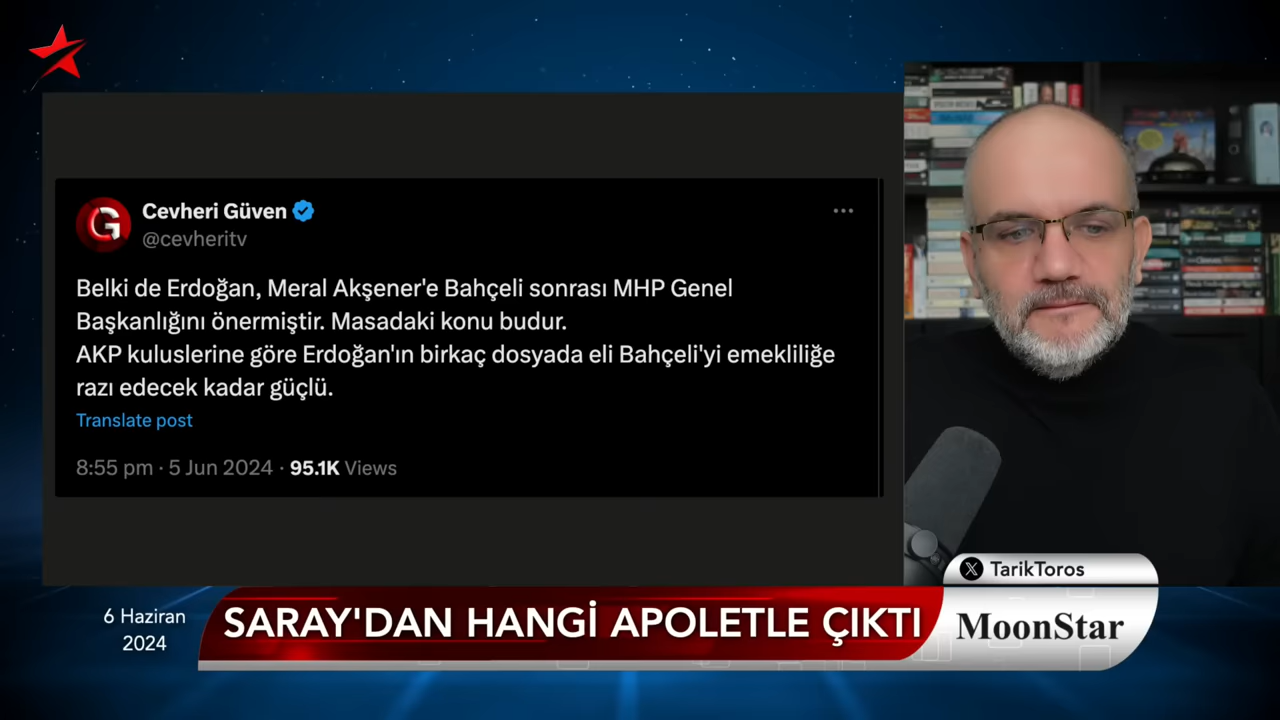 Cevheri Güven
@cevheritv
Belki de Erdoğan, Meral Akşener'e Bahçeli sonrası MHP Genel
Başkanlığını önermiştir. Masadaki konu budur.
AKP kuluslerine göre Erdoğan'ın birkaç dosyada eli Bahçeli'yi emekliliğe
razı edecek kadar güçlü.
Translate post
8:55 pm · 5 Jun 2024 · 95.1K Views
TarikToros
6 Haziran
2024
SARAY'DAN HANGİ APOLETLE ÇIKTI
MoonStar